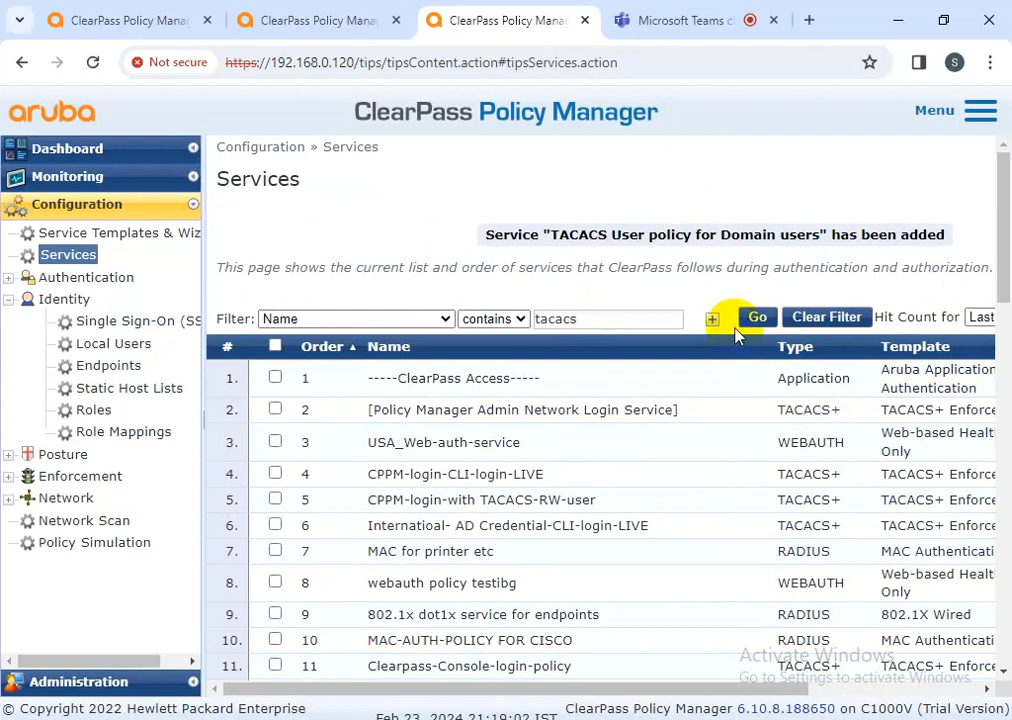 ClearPass Policy Mana
ClearPass Policy Mana
ClearPass Policy Mana
Microsoft Teams c
Not secure
https://192.168.0.120/tips/tipsContent.action#tipsServices.action
S
aruba
ClearPass Policy Manager
Menu
Dashboard
Monitoring
Configuration
Service Templates & Wiz
Services
Authentication
Identity
Single Sign-On (SS
Local Users
Endpoints
Static Host Lists
Roles
Role Mappings
Posture
Enforcement
Network
Network Scan
Policy Simulation
Administration
Configuration » Services
Services
Service "TACACS User policy for Domain users" has been added
This page shows the current list and order of services that ClearPass follows during authentication and authorization.
Filter: Name contains tacacs + Go Clear Filter Hit Count for Last
# Order Name Type Template
1. 1 -----ClearPass Access----- Application Aruba Application
Authentication
2. 2 [Policy Manager Admin Network Login Service] TACACS+ TACACS+ Enforce
3. 3 USA_Web-auth-service WEBAUTH Web-based Healt
Only
4. 4 CPPM-login-CLI-login-LIVE TACACS+ TACACS+ Enforce
5. 5 CPPM-login-with TACACS-RW-user TACACS+ TACACS+ Enforce
6. 6 Internatioal- AD Credential-CLI-login-LIVE TACACS+ TACACS+ Enforce
7. 7 MAC for printer etc RADIUS MAC Authenticati
8. 8 webauth policy testibg WEBAUTH Web-based Healt
Only
9. 9 802.1x dot1x service for endpoints RADIUS 802.1X Wired
10. 10 MAC-AUTH-POLICY FOR CISCO RADIUS MAC Authenticati
11. 11 Clearpass-Console-login-policy TACACS+ TACACS+ Enforce
Activate Windows
Go to Settings to activate Windows.
© Copyright 2022 Hewlett Packard Enterprise
Feb 23, 2024 21:19:02 IST
ClearPass Policy Manager 6.10.8.188650 on C1000V (Trial Version)